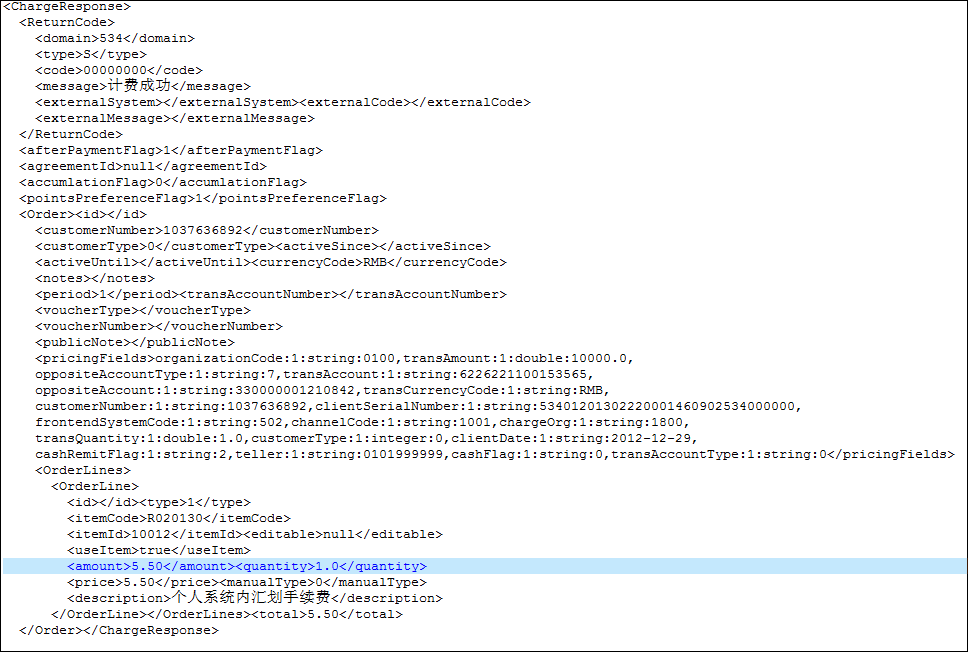 <ChargeResponse>
<ReturnCode>
<domain>534</domain>
<type>S</type>
<code>00000000</code>
<message>计费成功</message>
<externalSystem></externalSystem><externalCode></externalCode>
<externalMessage></externalMessage>
</ReturnCode>
<afterPaymentFlag>1</afterPaymentFlag>
<agreementId>null</agreementId>
<accumlationFlag>0</accumlationFlag>
<pointsPreferenceFlag>1</pointsPreferenceFlag>
<Order><id></id>
<customerNumber>1037636892</customerNumber>
<customerType>0</customerType><activeSince></activeSince>
<activeUntil></activeUntil><currencyCode>RMB</currencyCode>
<notes></notes>
<period>1</period><transAccountNumber></transAccountNumber>
<voucherType></voucherType>
<voucherNumber></voucherNumber>
<publicNote></publicNote>
<pricingFields>organizationCode:1:string:0100,transAmount:1:double:10000.0,
oppositeAccountType:1:string:7,transAccount:1:string:6226221100153565,
oppositeAccount:1:string:330000001210842,transCurrencyCode:1:string:RMB,
customerNumber:1:string:1037636892,clientSerialNumber:1:string:53401201302220001460902534000000,
frontendSystemCode:1:string:502,channelCode:1:string:1001,chargeOrg:1:string:1800,
transQuantity:1:double:1.0,customerType:1:integer:0,clientDate:1:string:2012-12-29,
cashRemitFlag:1:string:2,teller:1:string:0101999999,cashFlag:1:string:0,transAccountType:1:string:0</pricingFields>
<OrderLines>
<OrderLine>
<id></id><type>1</type>
<itemCode>R020130</itemCode>
<itemId>10012</itemId><editable>null</editable>
<useItem>true</useItem>
<amount>5.50</amount><quantity>1.0</quantity>
<price>5.50</price><manualType>0</manualType>
<description>个人系统内汇划手续费</description>
</OrderLine></OrderLines><total>5.50</total>
</Order></ChargeResponse>